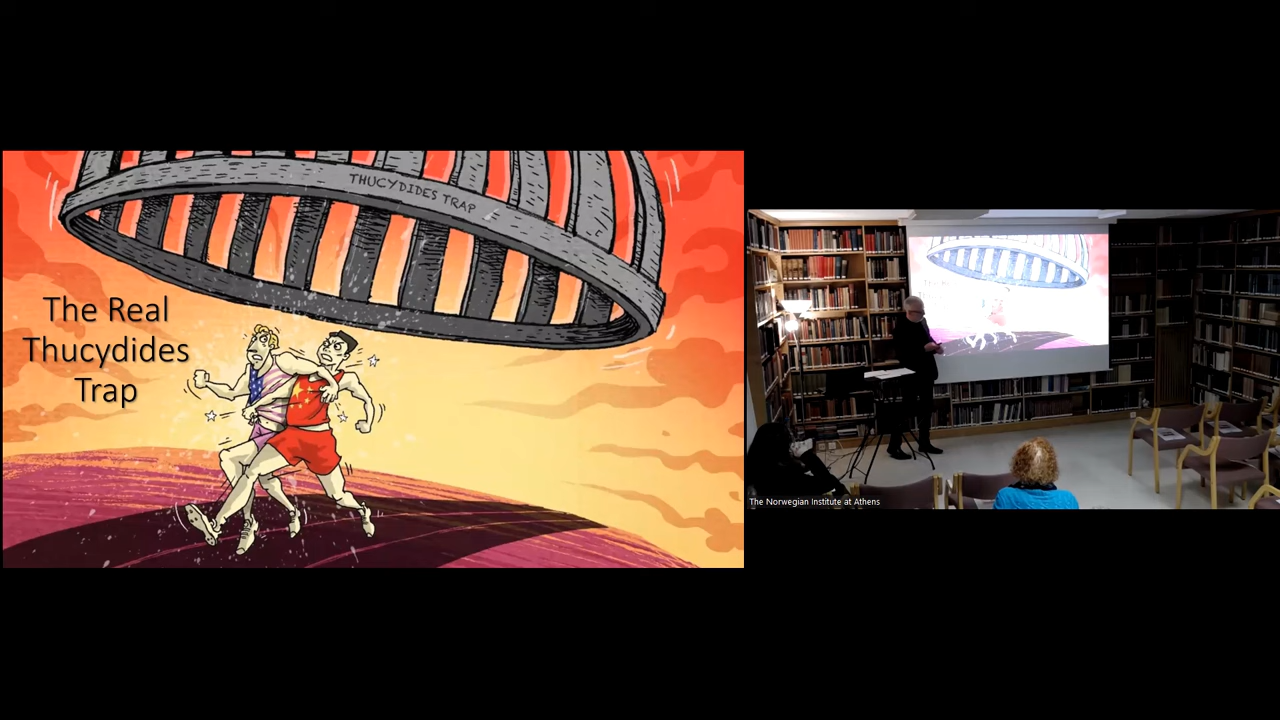 THUCYDIDES TRAP
The Real
Thucydides
Trap
The Norwegian Institute at Athens